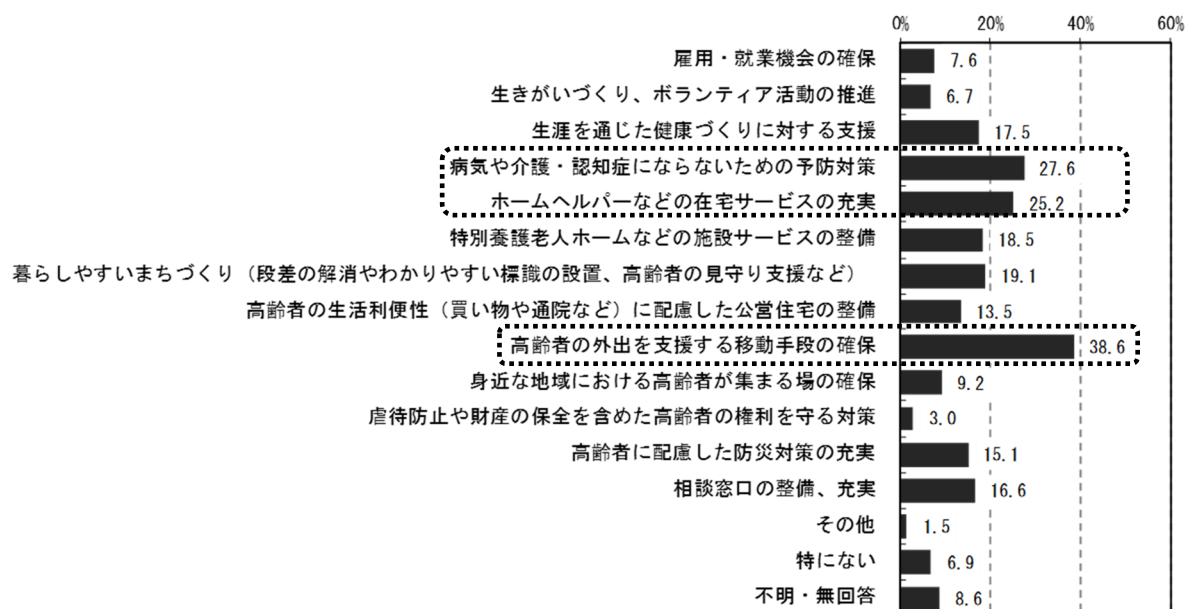 0% 20% 40% 60%
雇用・就業機会の確保 7.6
生きがいづくり、ボランティア活動の推進 6.7
生涯を通じた健康づくりに対する支援 17.5
病気や介護・認知症にならないための予防対策 27.6
ホームヘルパーなどの在宅サービスの充実 25.2
特別養護老人ホームなどの施設サービスの整備 18.5
暮らしやすいまちづくり（段差の解消やわかりやすい標識の設置、高齢者の見守り支援など） 19.1
高齢者の生活利便性（買い物や通院など）に配慮した公営住宅の整備 13.5
高齢者の外出を支援する移動手段の確保 38.6
身近な地域における高齢者が集まる場の確保 9.2
虐待防止や財産の保全を含めた高齢者の権利を守る対策 3.0
高齢者に配慮した防災対策の充実 15.1
相談窓口の整備、充実 16.6
その他 1.5
特にない 6.9
不明・無回答 8.6